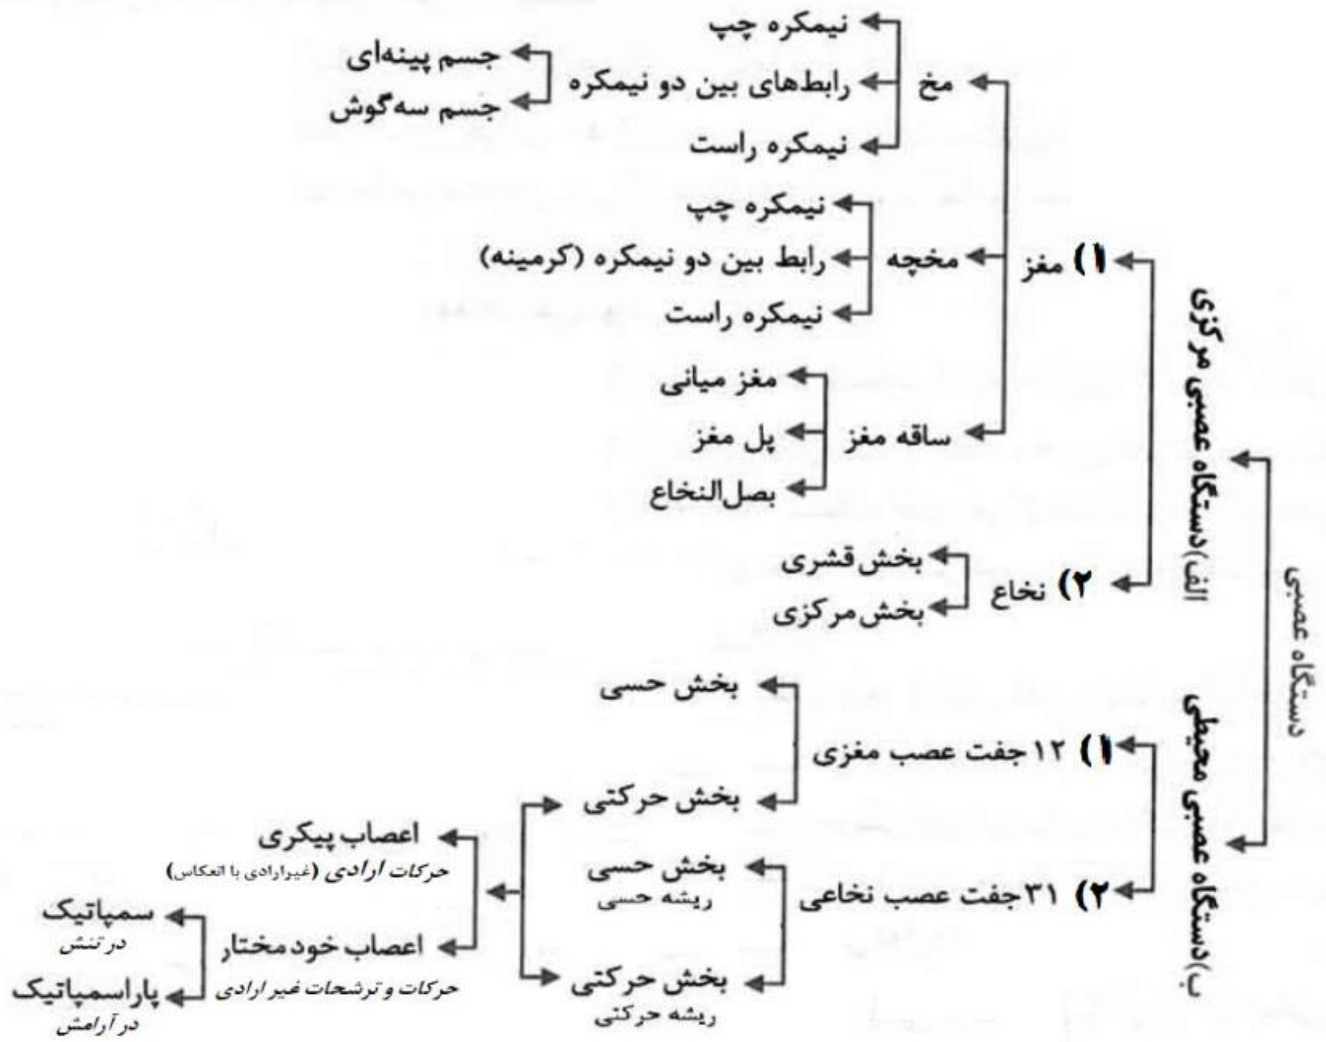 دستگاه عصبی
الف)دستگاه عصبی مرکزی
۱) مغز
مخ
نیمکره چپ
رابط‌های بین دو نیمکره
جسم پینه‌ای
جسم سه‌گوش
نیمکره راست
مخچه
نیمکره چپ
رابط بین دو نیمکره (کرمینه)
نیمکره راست
ساقه مغز
مغز میانی
پل مغز
بصل‌النخاع
۲) نخاع
بخش قشری
بخش مرکزی
ب)دستگاه عصبی محیطی
۱) ۱۲ جفت عصب مغزی
بخش حسی
بخش حرکتی
۲) ۳۱ جفت عصب نخاعی
بخش حسی
ریشه حسی
بخش حرکتی
ریشه حرکتی
اعصاب پیکری
حرکات ارادی (غیرارادی با انعکاس)
اعصاب خودمختار
حرکات و ترشحات غیر ارادی
سمپاتیک
در تنش
پاراسمپاتیک
در آرامش